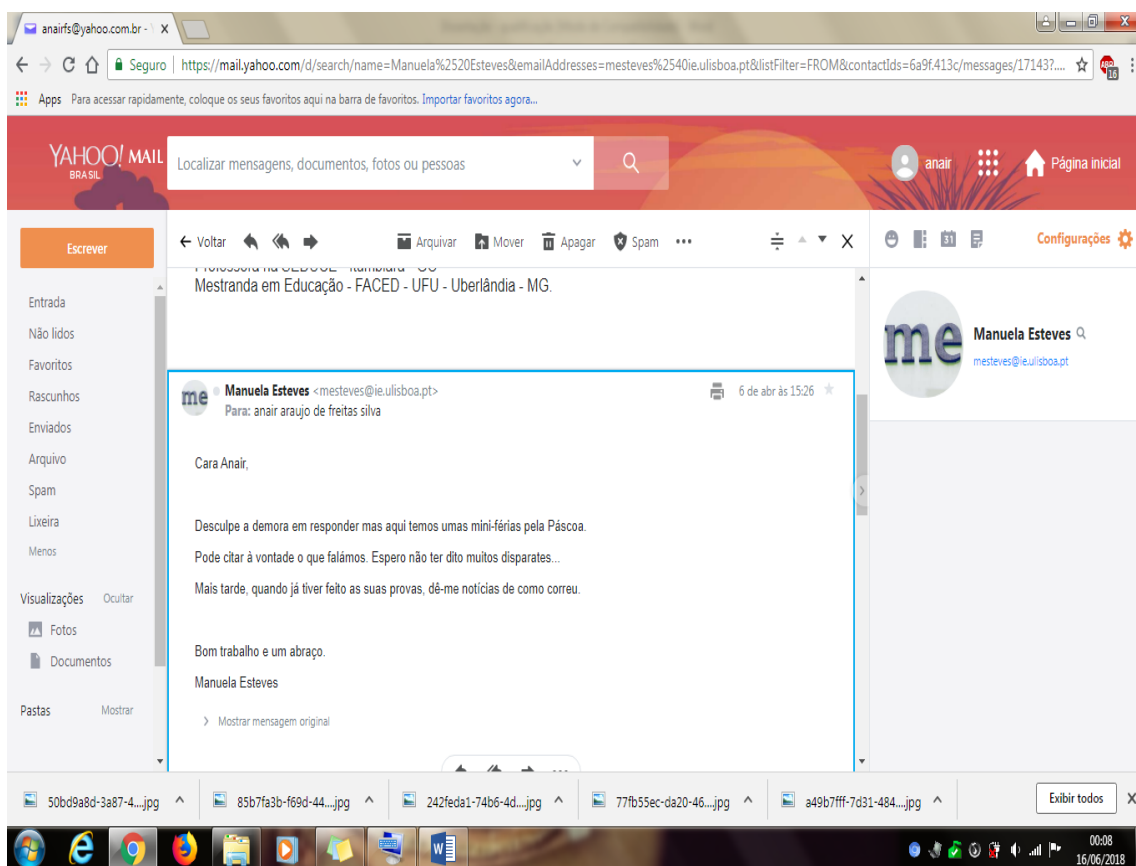 anairfs@yahoo.com.br -
Seguro | https://mail.yahoo.com/d/search/name=Manuela%2520Esteves&emailAddresses=mesteves%2540ie.ulisboa.pt&listFilter=FROM&contactIds=6a9f.413c/messages/17143?....
ABP
16
Apps Para acessar rapidamente, coloque os seus favoritos aqui na barra de favoritos. Importar favoritos agora...
YAHOO! MAIL
BRASIL
Localizar mensagens, documentos, fotos ou pessoas
anair
Página inicial
Escrever
Voltar Arquivar Mover Apagar Spam
31
Configurações
Mestranda em Educação - FACED - UFU - Uberlândia - MG.
Entrada
Não lidos
Favoritos
Rascunhos
Enviados
Arquivo
Spam
Lixeira
Menos
Visualizações Ocultar
Fotos
Documentos
Pastas Mostrar
me
Manuela Esteves <mesteves@ie.ulisboa.pt>
6 de abr às 15:26
Para: anair araujo de freitas silva
Cara Anair,
Desculpe a demora em responder mas aqui temos umas mini-férias pela Páscoa.
Pode citar à vontade o que falámos. Espero não ter dito muitos disparates...
Mais tarde, quando já tiver feito as suas provas, dê-me notícias de como correu.
Bom trabalho e um abraço.
Manuela Esteves
Mostrar mensagem original
me
Manuela Esteves
mesteves@ie.ulisboa.pt
50bd9a8d-3a87-4....jpg
85b7fa3b-f69d-44....jpg
242feda1-74b6-4d....jpg
77fb55ec-da20-46....jpg
a49b7fff-7d31-484....jpg
Exibir todos
00:08
16/06/2018